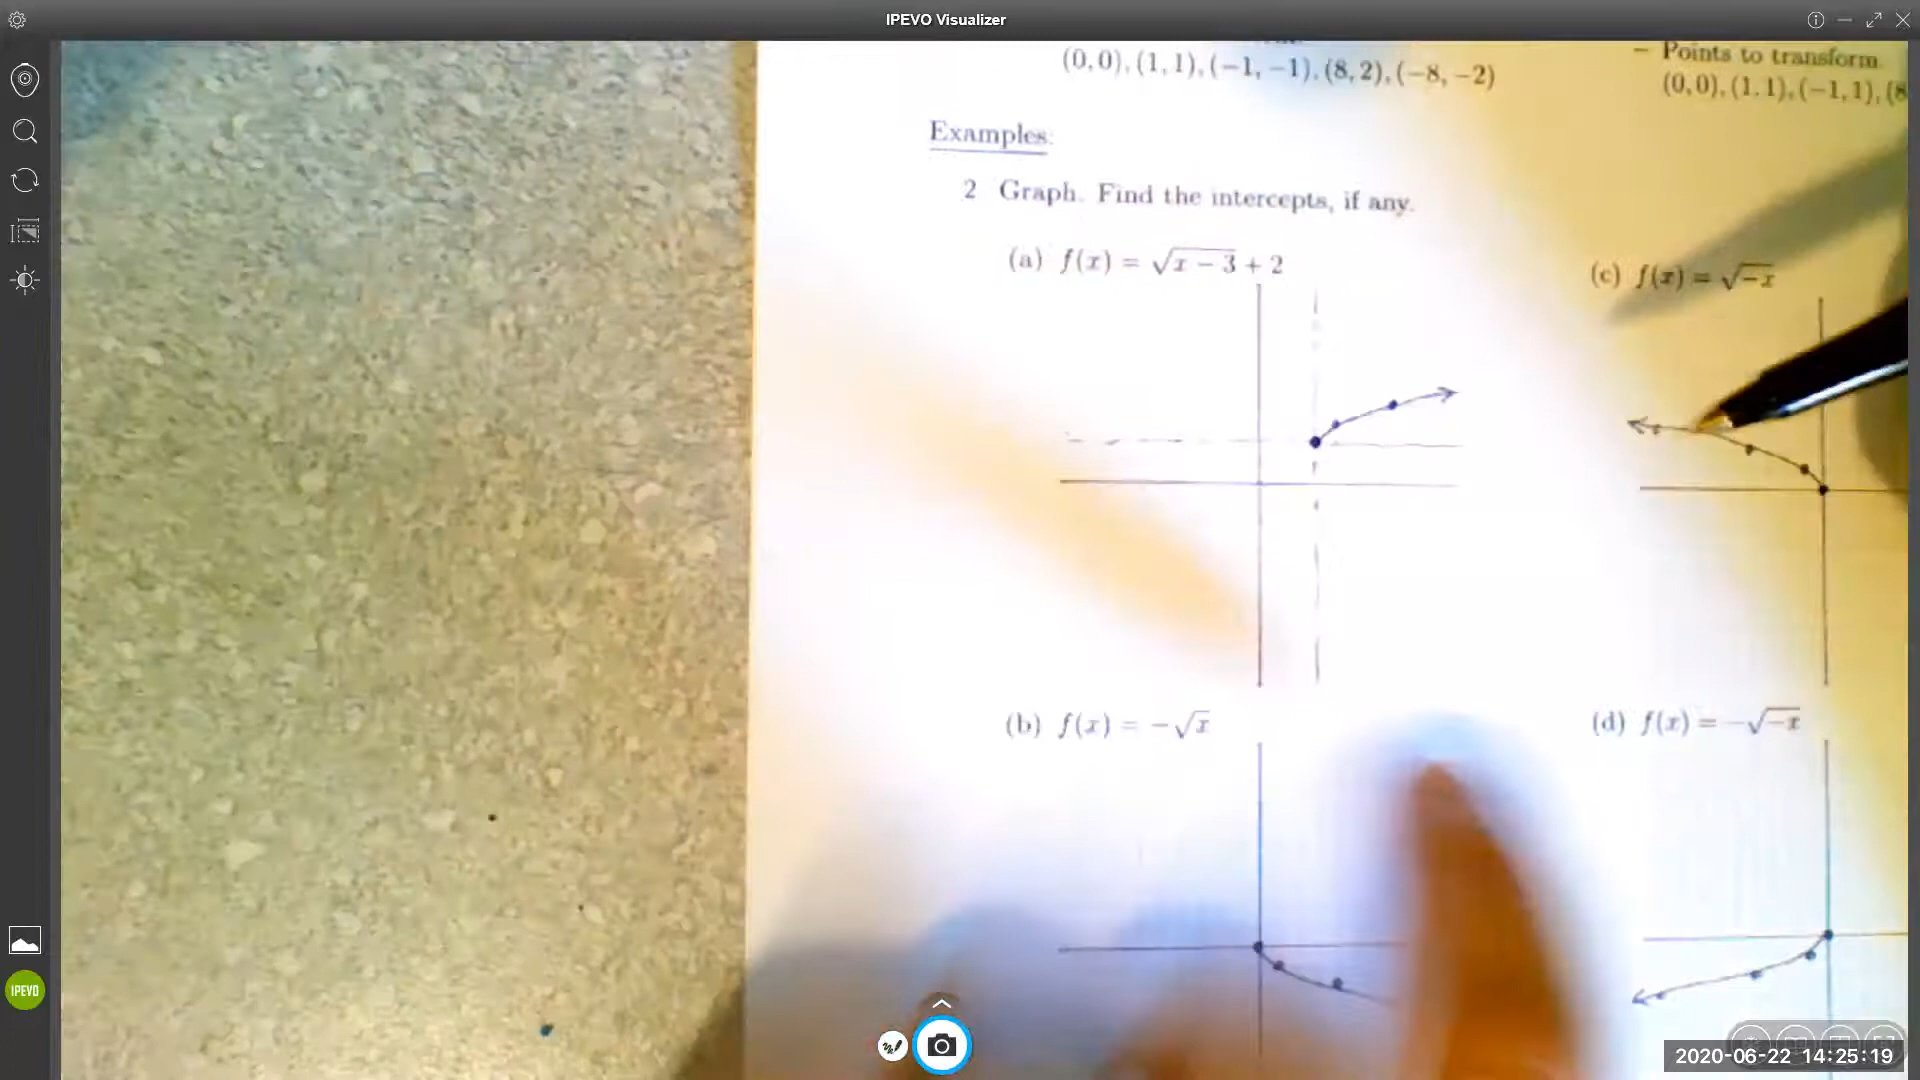 IPEVO Visualizer
(0, 0), (1, 1), (−1, −1), (8, 2), (−8, −2)
− Points to transform
(0, 0), (1, 1), (−1, 1), (8
Examples:
2 Graph. Find the intercepts, if any.
(a) f(x) = √x − 3 + 2
(c) f(x) = √−x
(b) f(x) = −√x
(d) f(x) = −√−x
IPEVO
2020-06-22 14:25:19